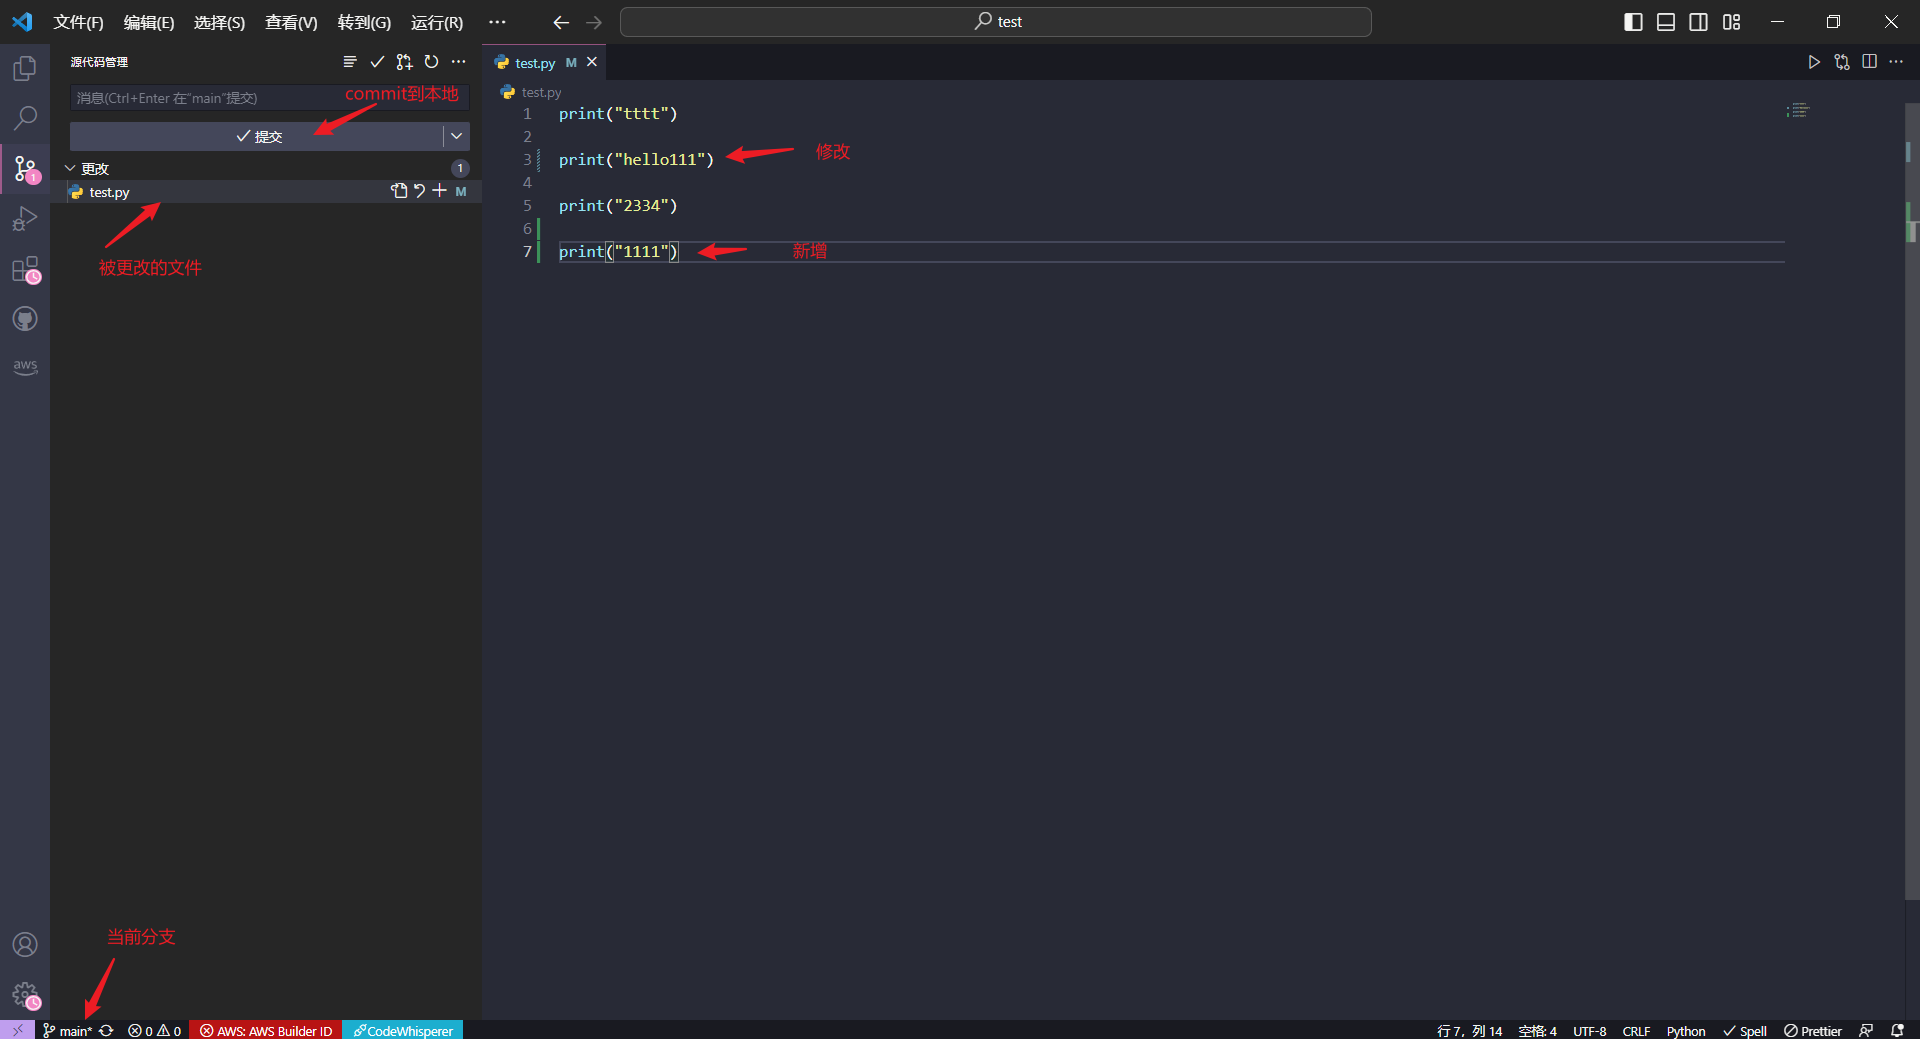 文件(F) 编辑(E) 选择(S) 查看(V) 转到(G) 运行(R) ··· test
源代码管理
消息(Ctrl+Enter 在"main"提交)
commit到本地
提交
更改 1
test.py M
被更改的文件
当前分支
1
aws
test.py M
test.py
1 print("tttt")
2
3 print("hello111") 修改
4
5 print("2334")
6
7 print("1111") 新增
main* 0 0 AWS: AWS Builder ID CodeWhisperer 行 7，列 14 空格: 4 UTF-8 CRLF Python Spell Prettier